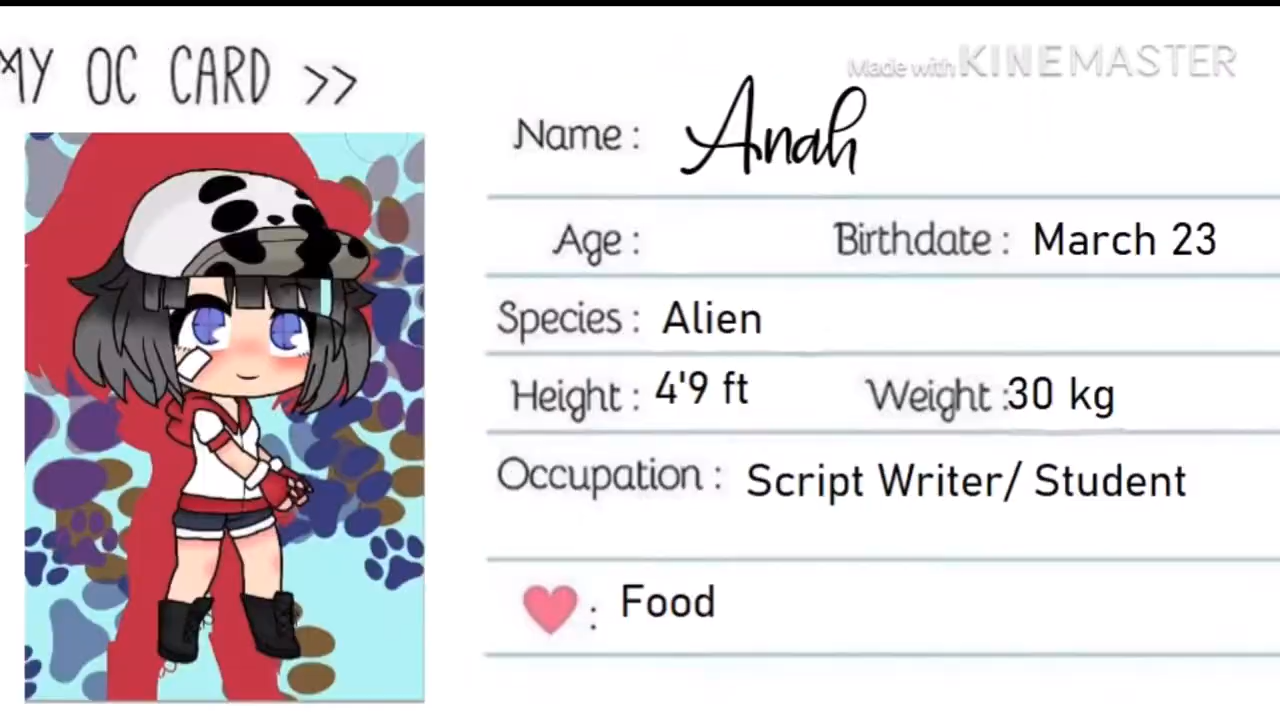 MY OC CARD >>
Made with KINEMASTER
Name : Anah
Age : Birthdate : March 23
Species : Alien
Height : 4'9 ft Weight : 30 kg
Occupation : Script Writer/ Student
❤ : Food